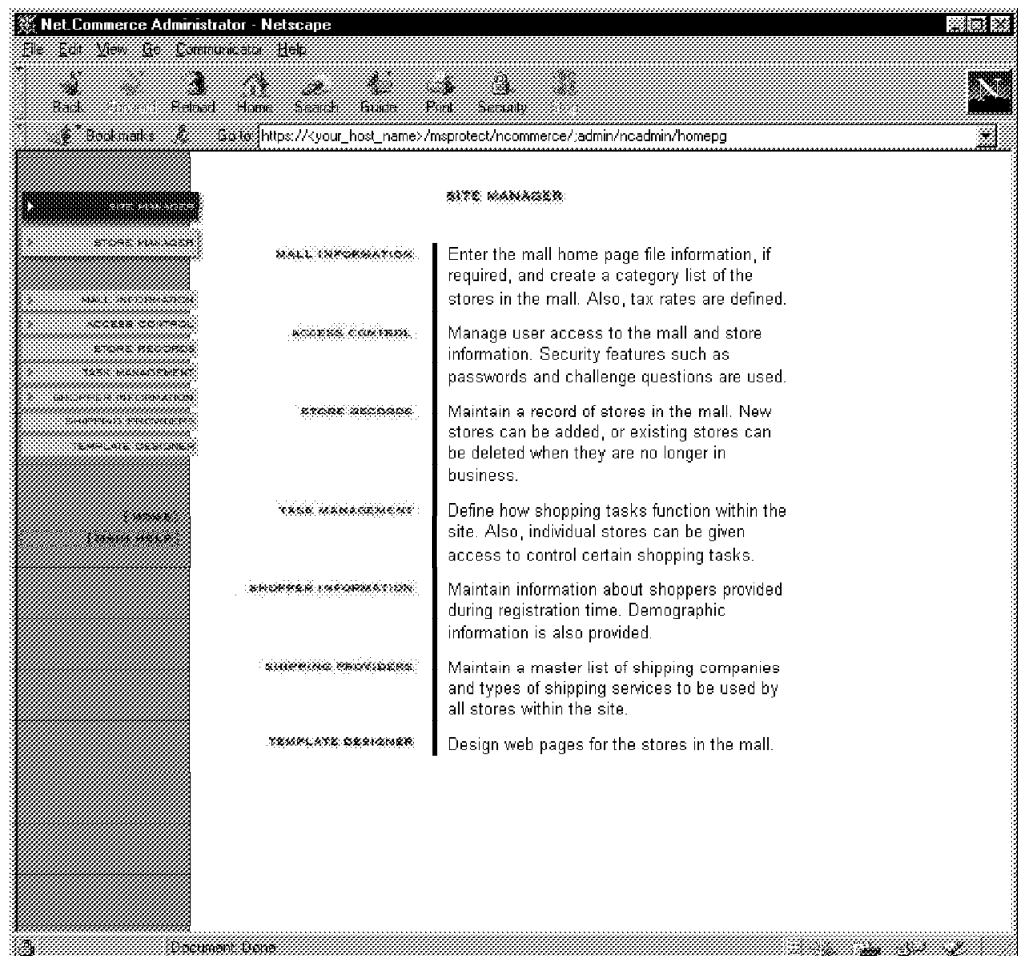 Net.Commerce Administrator - Netscape
File Edit View Go Communicator Help
Back Forward Reload Home Search Guide Print Security Stop
Bookmarks Go to: https://<your_host_name>/msprotect/ncommerce/;admin/ncadmin/homepg
SITE MANAGER
STORE MANAGER
MALL INFORMATION
ACCESS CONTROL
STORE RECORDS
TASK MANAGEMENT
SHOPPER INFORMATION
SHIPPING PROVIDERS
TEMPLATE DESIGNER
[HOME]
[MAIN HELP]
SITE MANAGER
MALL INFORMATION
Enter the mall home page file information, if
required, and create a category list of the
stores in the mall. Also, tax rates are defined.
ACCESS CONTROL
Manage user access to the mall and store
information. Security features such as
passwords and challenge questions are used.
STORE RECORDS
Maintain a record of stores in the mall. New
stores can be added, or existing stores can
be deleted when they are no longer in
business.
TASK MANAGEMENT
Define how shopping tasks function within the
site. Also, individual stores can be given
access to control certain shopping tasks.
SHOPPER INFORMATION
Maintain information about shoppers provided
during registration time. Demographic
information is also provided.
SHIPPING PROVIDERS
Maintain a master list of shipping companies
and types of shipping services to be used by
all stores within the site.
TEMPLATE DESIGNER
Design web pages for the stores in the mall.
Document: Done